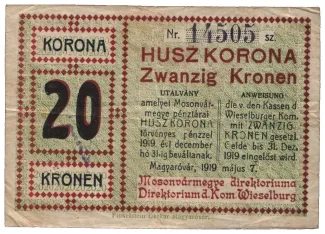 Nr. 14505 sz.
KORONA
20
KRONEN
HUSZ KORONA
Zwanzig Kronen
UTALVÁNY
amelyet Mosonvár-
megye pénztárai
HUSZ KORONA
törvényes pénzzel
1919. évi december
hó 31-ig beváltanak.
ANWEISUNG
die v. den Kassen d.
Wieselburger Kom.
mit ZWANZIG
KRONEN gesetzl.
Gelde bis 31. Dez.
1919 eingelöst wird.
Magyaróvár, 1919 május 7.
Mosonvármegye direktoriuma
Direktorium d. Kom. Wieselburg